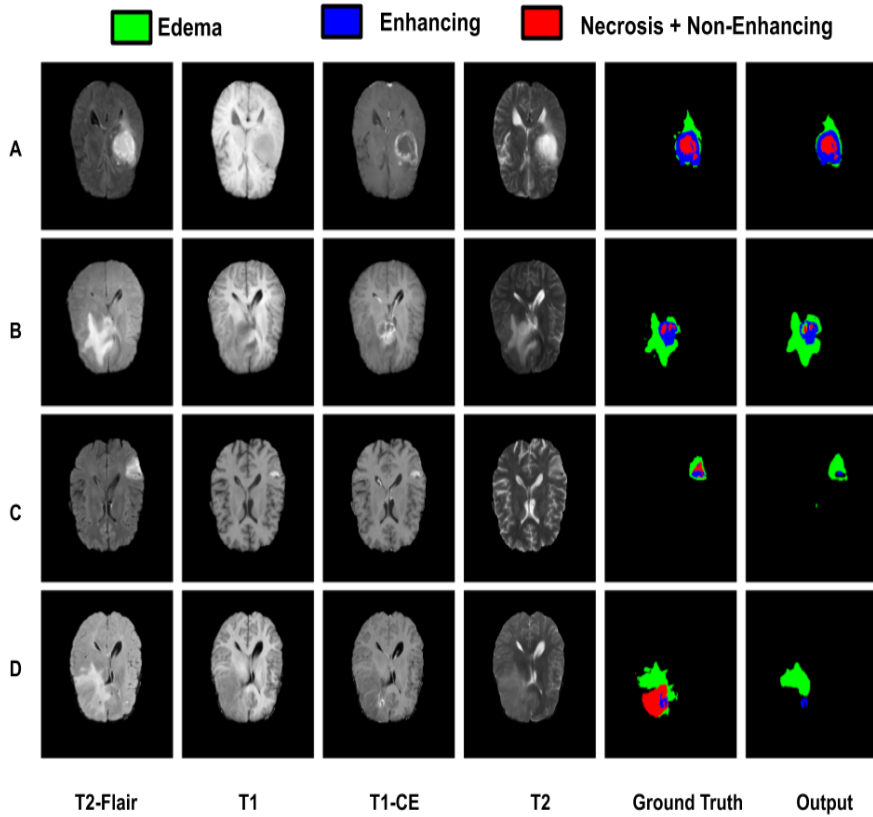 Edema Enhancing Necrosis + Non-Enhancing
A
B
C
D
T2-Flair T1 T1-CE T2 Ground Truth Output